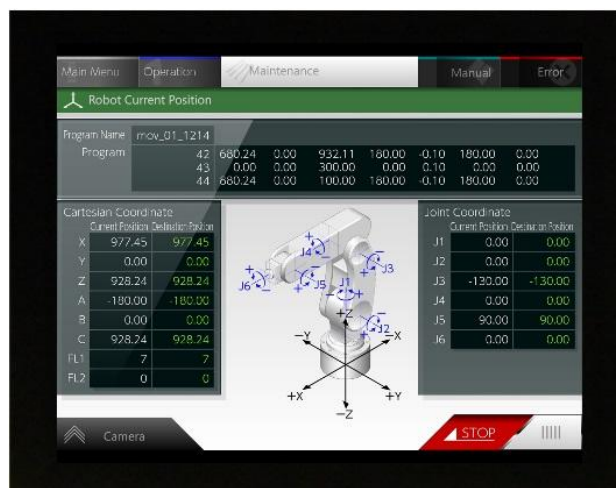 Main Menu Operation Maintenance Manual Error
Robot Current Position
Program Name mov_01_1214
Program 42 680.24 0.00 932.11 180.00 -0.10 180.00 0.00
43 0.00 0.00 300.00 0.00 0.10 0.00 0.00
44 680.24 0.00 100.00 180.00 -0.10 180.00 0.00
Cartesian Coordinate
Current Position Destination Position
X 977.45 977.45
Y 0.00 0.00
Z 928.24 928.24
A -180.00 -180.00
B 0.00 0.00
C 928.24 928.24
FL1 7 7
FL2 0 0
J4
J6
J5
J1
J3
J2
+Z
-Y
-X
+X
+Y
-Z
Joint Coordinate
Current Position Destination Position
J1 0.00 0.00
J2 0.00 0.00
J3 -130.00 -130.00
J4 0.00 0.00
J5 90.00 90.00
J6 0.00 0.00
Camera
STOP